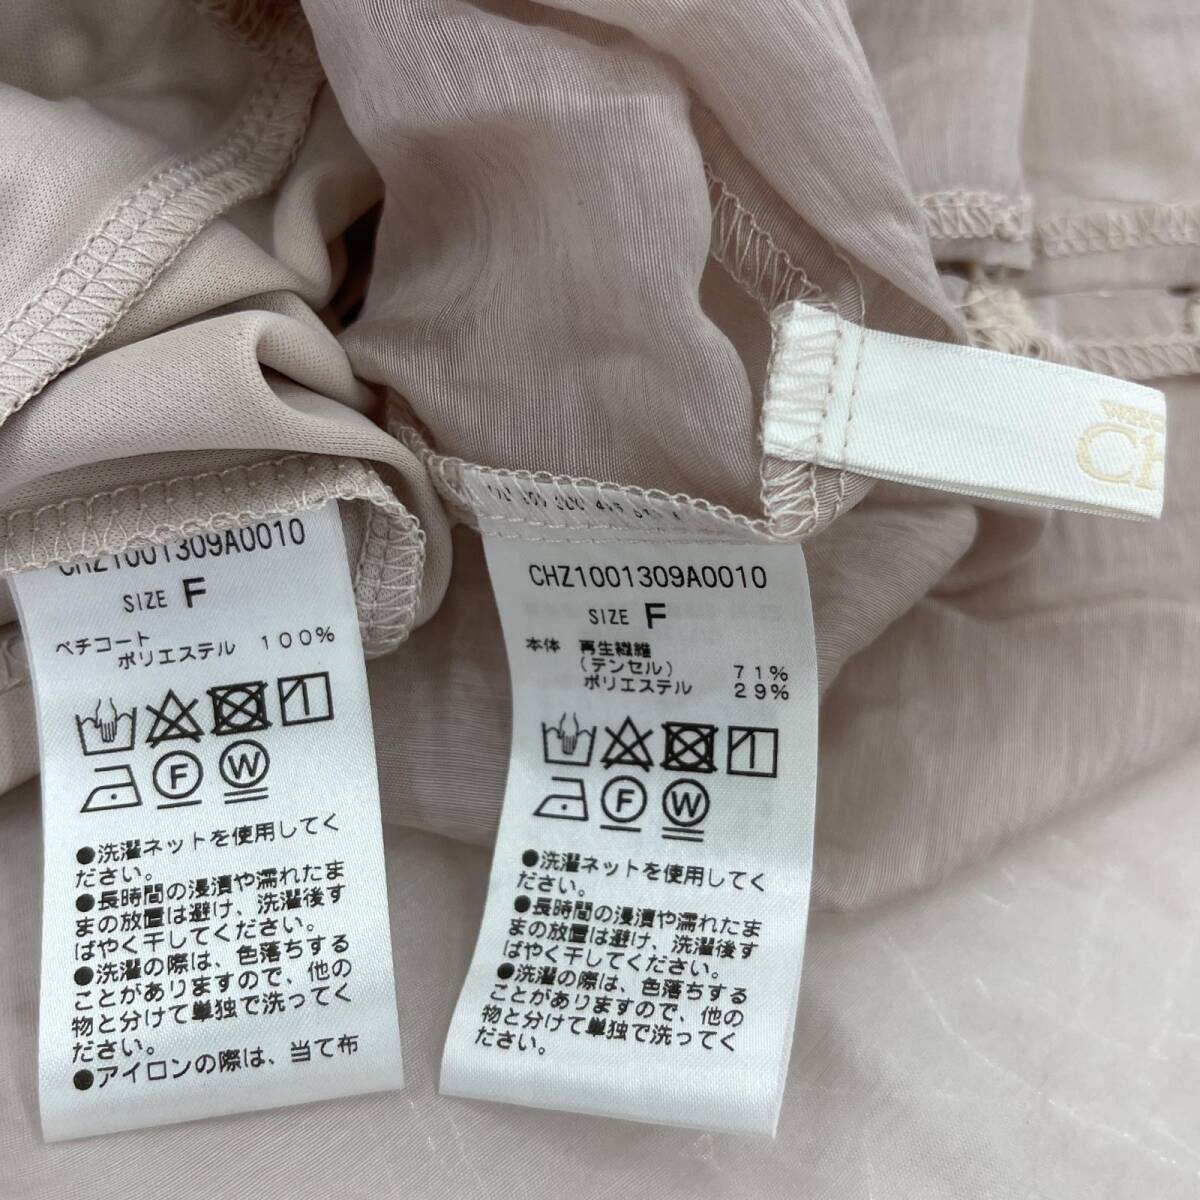 CHZ1001309A0010
SIZE F
ペチコート
ポリエステル 100%
F
W
●洗濯ネットを使用してく
ださい。
●長時間の浸漬や濡れたま
まの放置は避け、洗濯後す
ばやく干してください。
●洗濯の際は、色落ちする
ことがありますので、他の
物と分けて単独で洗ってく
ださい。
●アイロンの際は、当て布
CHZ1001309A0010
SIZE F
本体 再生繊維
(テンセル) 71%
ポリエステル 29%
F
W
●洗濯ネットを使用してく
ださい。
●長時間の浸漬や濡れたま
まの放置は避け、洗濯後す
ばやく干してください。
●洗濯の際は、色落ちする
ことがありますので、他の
物と分けて単独で洗ってく
ださい。